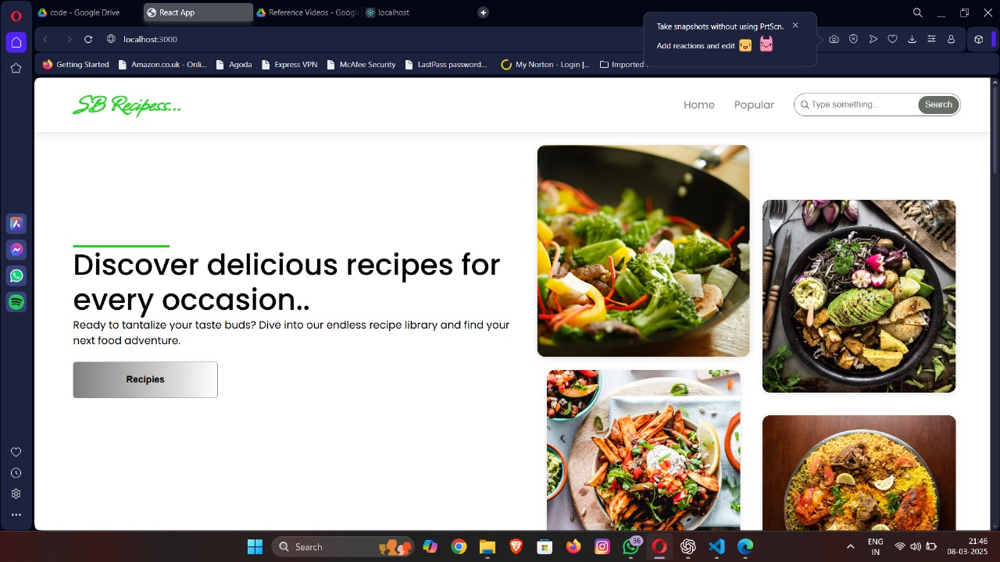 code - Google Drive
React App
Reference Videos - Google
localhost
localhost:3000
Take snapshots without using PrtScn.
Add reactions and edit
Getting Started
Amazon.co.uk - Onli...
Agoda
Express VPN
McAfee Security
LastPass password...
My Norton - Login |...
Imported
SB Recipess...
Home
Popular
Type something..
Search
Discover delicious recipes for
every occasion..
Ready to tantalize your taste buds? Dive into our endless recipe library and find your
next food adventure.
Recipies
Search
36
ENG
IN
21:46
08-03-2025